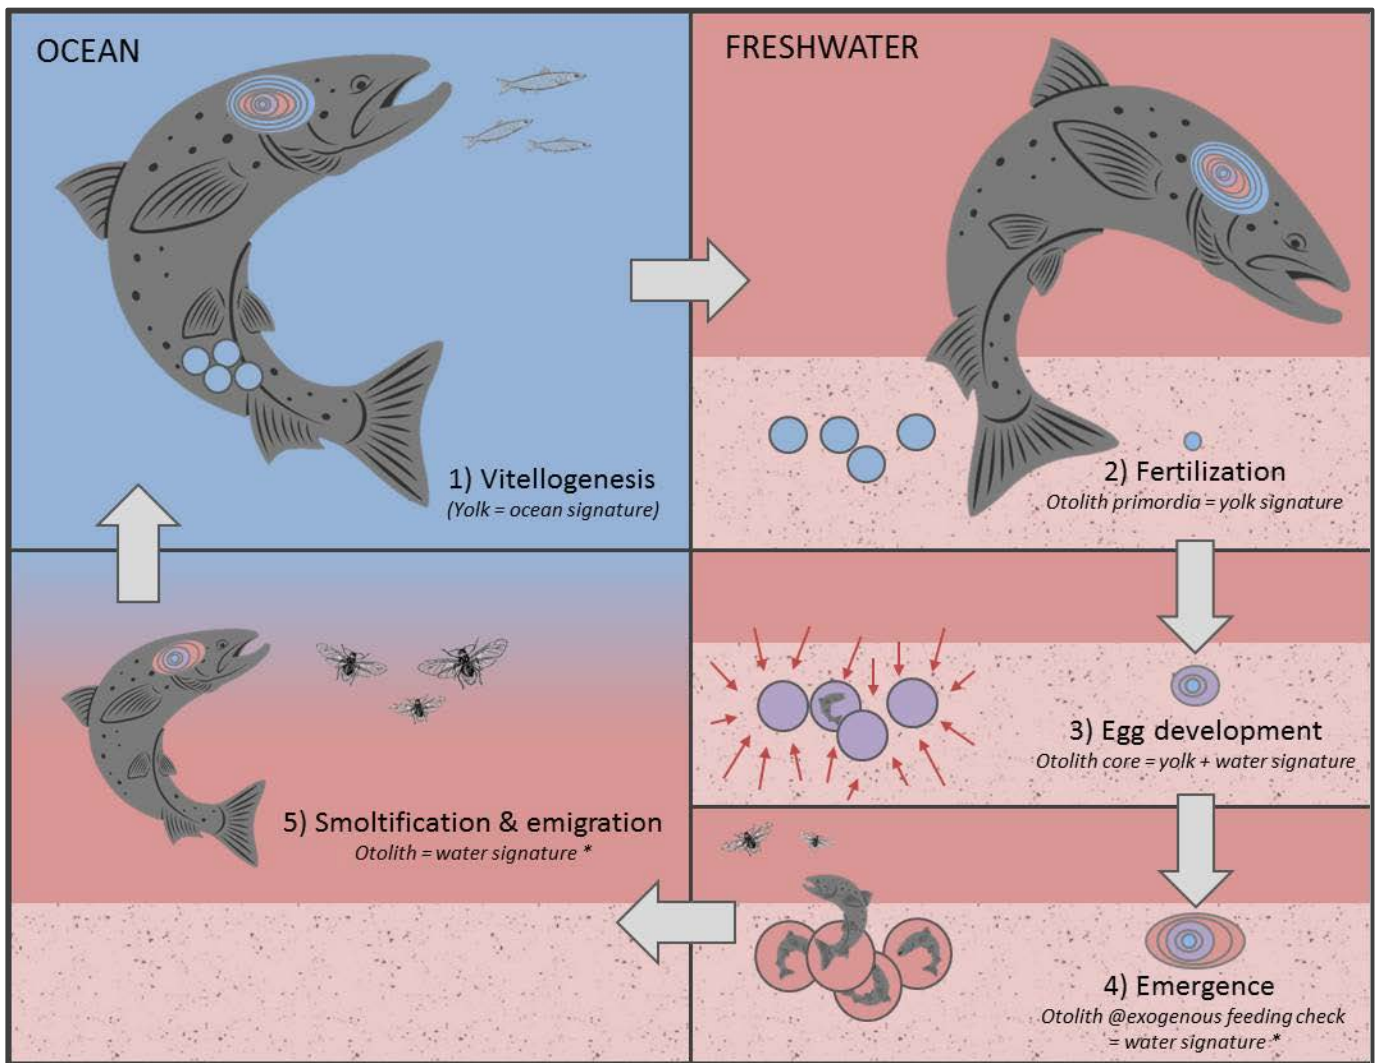 OCEAN
FRESHWATER
1) Vitellogenesis
(Yolk = ocean signature)
2) Fertilization
Otolith primordia = yolk signature
3) Egg development
Otolith core = yolk + water signature
5) Smoltification & emigration
Otolith = water signature *
4) Emergence
Otolith @exogenous feeding check
= water signature *